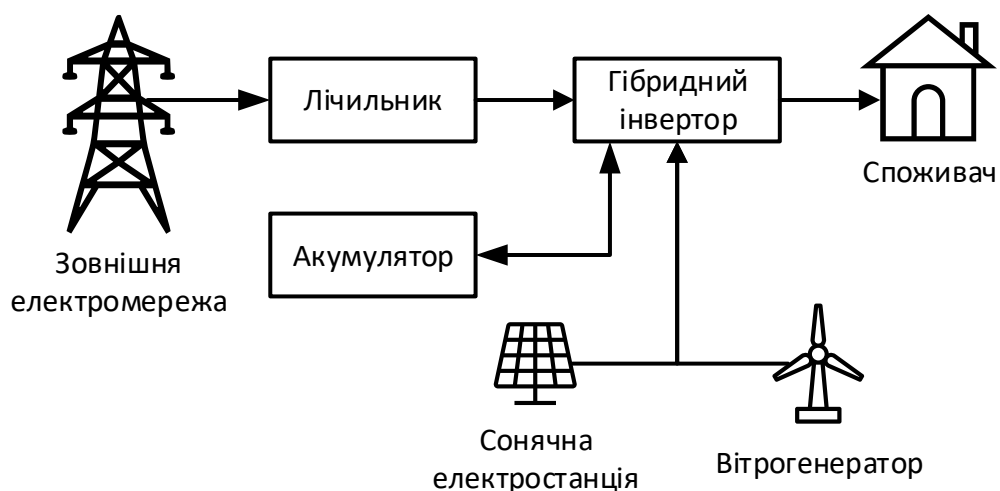 Лічильник
Гібридний
інвертор
Споживач
Акумулятор
Зовнішня
електромережа
Сонячна
електростанція
Вітрогенератор